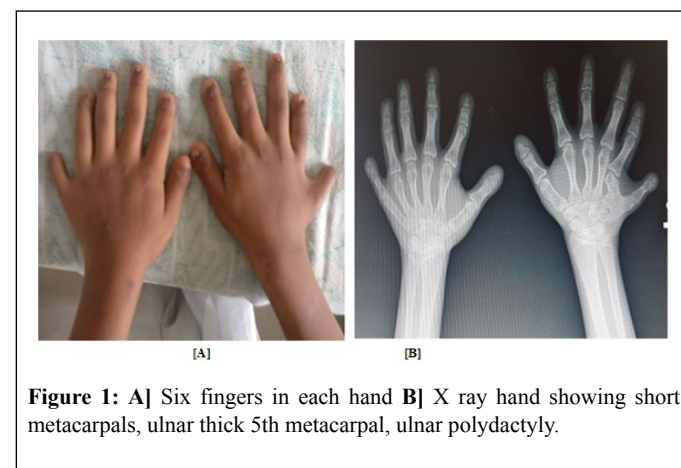 [A]
[B]
Figure 1: A] Six fingers in each hand B] X ray hand showing short
metacarpals, ulnar thick 5th metacarpal, ulnar polydactyly.